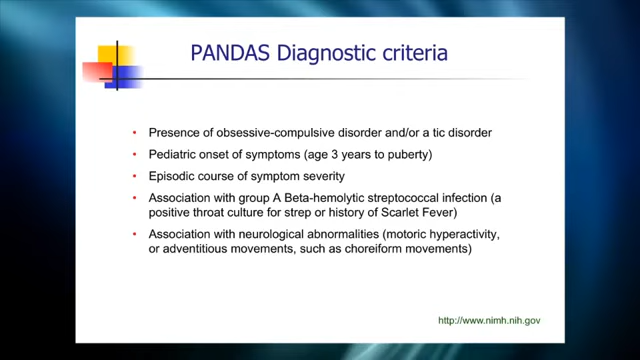 PANDAS Diagnostic criteria
• Presence of obsessive-compulsive disorder and/or a tic disorder
• Pediatric onset of symptoms (age 3 years to puberty)
• Episodic course of symptom severity
• Association with group A Beta-hemolytic streptococcal infection (a
positive throat culture for strep or history of Scarlet Fever)
• Association with neurological abnormalities (motoric hyperactivity,
or adventitious movements, such as choreiform movements)
http://www.nimh.nih.gov